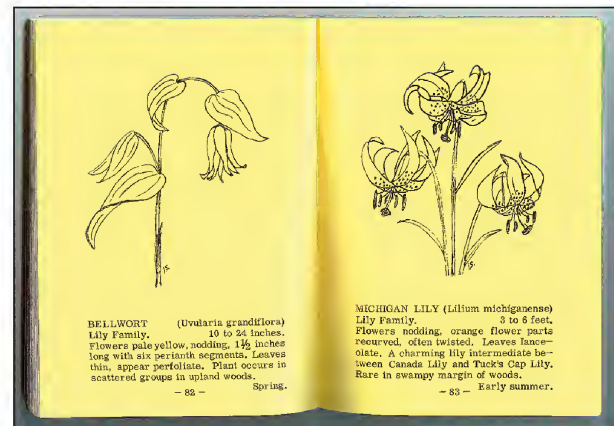 BELLWORT (Uvularia grandiflora)
Lily Family. 10 to 24 inches.
Flowers pale yellow, nodding, 1½ inches
long with six perianth segments. Leaves
thin, appear perfoliate. Plant occurs in
scattered groups in upland woods.
Spring.
– 82 –
MICHIGAN LILY (Lilium michiganense)
Lily Family. 3 to 6 feet.
Flowers nodding, orange flower parts
recurved, often twisted. Leaves lance-
olate. A charming lily intermediate be-
tween Canada Lily and Tuck's Cap Lily.
Rare in swampy margin of woods.
Early summer.
– 83 –